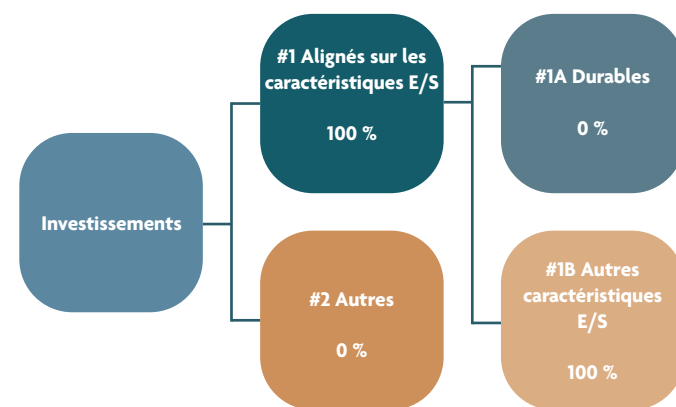 Investissements
#1 Alignés sur les
caractéristiques E/S
100 %
#2 Autres
0 %
#1A Durables
0 %
#1B Autres
caractéristiques
E/S
100 %